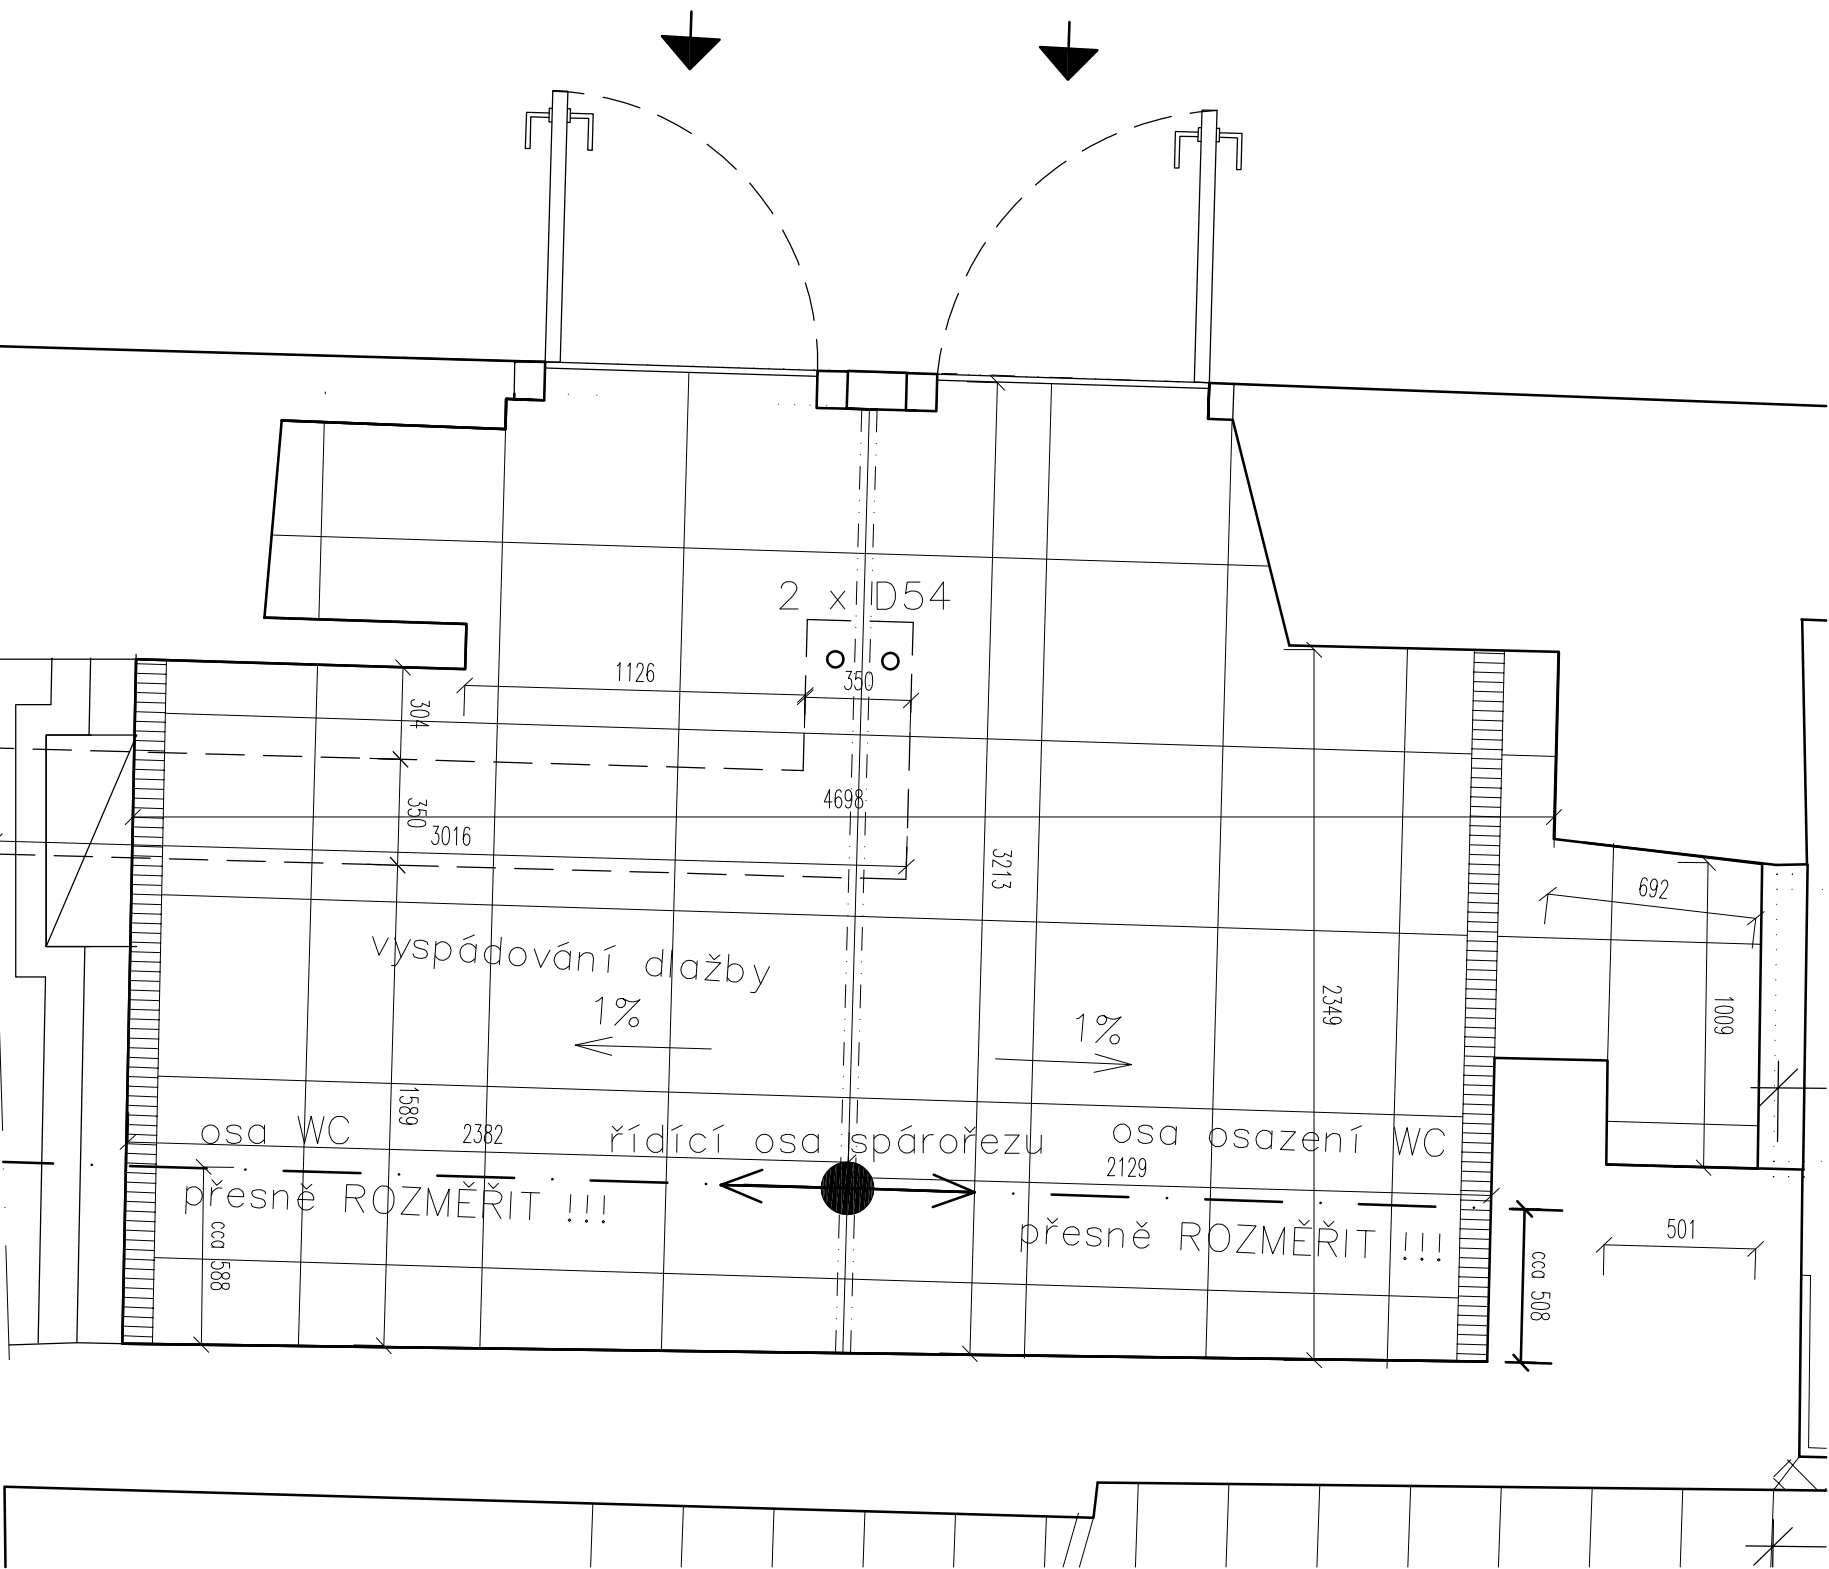 2 x D54
1126
350
304
350
4698
3016
3213
692
vyspádování dlažby
1%
1%
2349
1009
1589
osa WC
2382
řídící osa spárořezu
osa osazení WC
2129
přesně ROZMĚŘIT !!!
přesně ROZMĚŘIT !!!
cca 588
501
cca 508